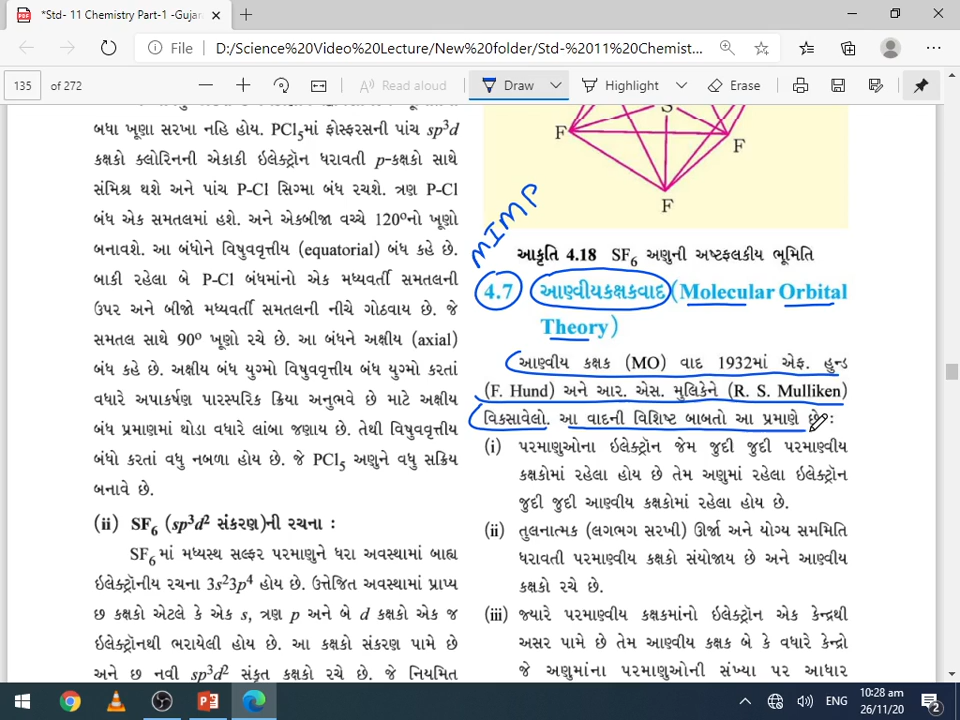 *Std- 11 Chemistry Part-1 -Gujar
File
D:/Science%20Video%20Lecture/New%20folder/Std-%2011%20Chemist...
135 of 272
Read aloud
Draw
Highlight
Erase
બધા ખૂણા સરખા નહિ હોય. PCl5માં ફોસ્ફરસની પાંચ sp3d
કક્ષકો ક્લોરિનની એકાકી ઇલેક્ટ્રૉન ધરાવતી p-કક્ષકો સાથે
સંમિશ્ર થશે અને પાંચ P-Cl સિગ્મા બંધ રચશે. ત્રણ P-Cl
બંધ એક સમતલમાં હશે. અને એકબીજા વચ્ચે 120°નો ખૂણો
બનાવશે. આ બંધોને વિષુવવૃત્તીય (equatorial) બંધ કહે છે.
બાકી રહેલા બે P-Cl બંધમાંનો એક મધ્યવર્તી સમતલની
ઉપર અને બીજો મધ્યવર્તી સમતલની નીચે ગોઠવાય છે. જે
સમતલ સાથે 90° ખૂણો રચે છે. આ બંધને અક્ષીય (axial)
બંધ કહે છે. અક્ષીય બંધ યુગ્મો વિષુવવૃત્તીય બંધ યુગ્મો કરતાં
વધારે અપાકર્ષણ પારસ્પરિક ક્રિયા અનુભવે છે માટે અક્ષીય
બંધ પ્રમાણમાં થોડા વધારે લાંબા જણાય છે. તેથી વિષુવવૃત્તીય
બંધો કરતાં વધુ નબળા હોય છે. જે PCl5 અણુને વધુ સક્રિય
બનાવે છે.
(ii) SF6 (sp3d2 સંકરણ)ની રચના :
SF6માં મધ્યસ્થ સલ્ફર પરમાણુને ધરા અવસ્થામાં બાહ્ય
ઇલેક્ટ્રૉનીય રચના 3s23p4 હોય છે. ઉત્તેજિત અવસ્થામાં પ્રાપ્ય
છ કક્ષકો એટલે કે એક s, ત્રણ p અને બે d કક્ષકો એક જ
ઇલેક્ટ્રૉનથી ભરાયેલી હોય છે. આ કક્ષકો સંકરણ પામે છે
અને છ નવી sp3d2 સંકૃત કક્ષકો રચે છે. જે નિયમિત
S
F
F
F
આકૃતિ 4.18 SF6 અણુની અષ્ટફલકીય ભૂમિતિ
MIMP
4.7 આણ્વીયકક્ષકવાદ (Molecular Orbital
Theory)
આણ્વીય કક્ષક (MO) વાદ 1932માં એફ. હુન્ડ
(F. Hund) અને આર. એસ. મુલિકેને (R. S. Mulliken)
વિકસાવેલો. આ વાદની વિશિષ્ટ બાબતો આ પ્રમાણે છે:
(i) પરમાણુઓના ઇલેક્ટ્રૉન જેમ જુદી જુદી પરમાણ્વીય
કક્ષકોમાં રહેલા હોય છે તેમ અણુમાં રહેલા ઇલેક્ટ્રૉન
જુદી જુદી આણ્વીય કક્ષકોમાં રહેલા હોય છે.
(ii) તુલનાત્મક (લગભગ સરખી) ઊર્જા અને યોગ્ય સમમિતિ
ધરાવતી પરમાણ્વીય કક્ષકો સંયોજાય છે અને આણ્વીય
કક્ષકો રચે છે.
(iii) જ્યારે પરમાણ્વીય કક્ષકમાંનો ઇલેક્ટ્રૉન એક કેન્દ્રથી
અસર પામે છે તેમ આણ્વીય કક્ષક બે કે વધારે કેન્દ્રો
જે અણુમાંના પરમાણુઓની સંખ્યા પર આધાર
ENG
10:28 am
26/11/20
2